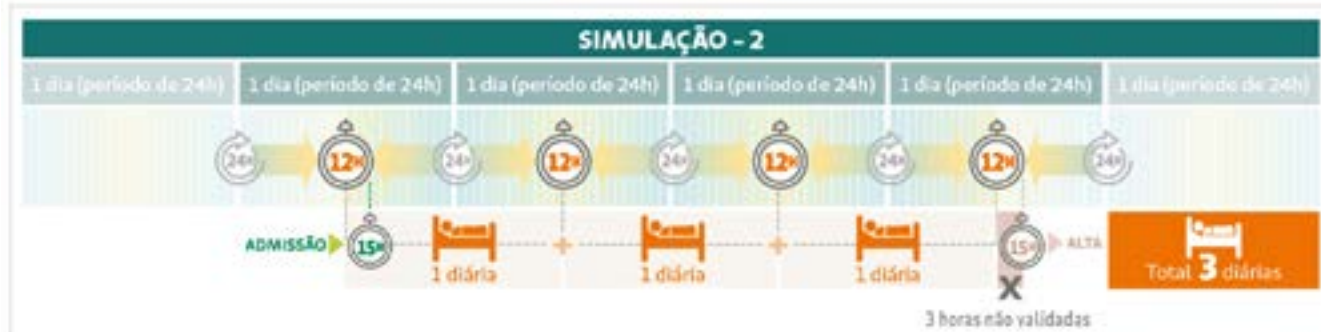 SIMULAÇÃO - 2
1 dia (período de 24h) 1 dia (período de 24h) 1 dia (período de 24h) 1 dia (período de 24h) 1 dia (período de 24h) 1 dia (período de 24h)
24H 12H 24H 12H 24H 12H 24H 12H 24H
ADMISSÃO 15H + + 15H ALTA
1 diária 1 diária 1 diária Total 3 diárias
X
3 horas não validadas